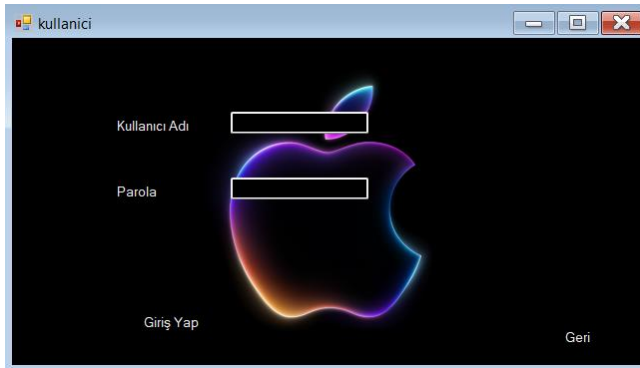 kullanici
Kullanıcı Adı
Parola
Giriş Yap
Geri